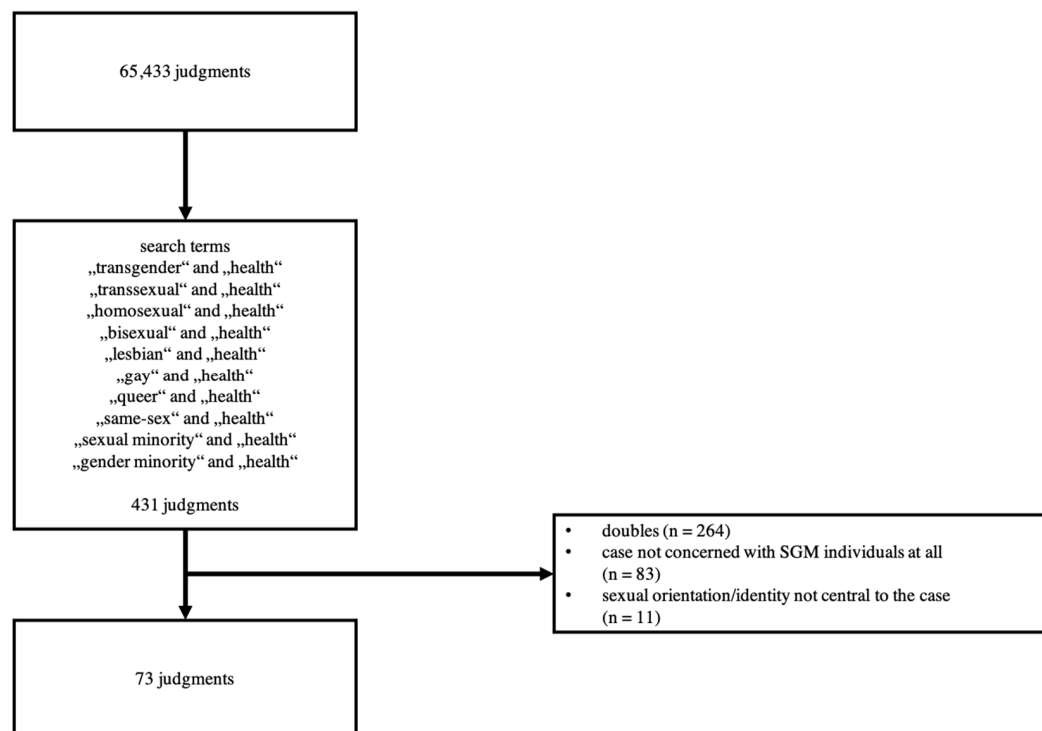 65,433 judgments
search terms
„transgender“ and „health“
„transsexual“ and „health“
„homosexual“ and „health“
„bisexual“ and „health“
„lesbian“ and „health“
„gay“ and „health“
„queer“ and „health“
„same-sex“ and „health“
„sexual minority“ and „health“
„gender minority“ and „health“
431 judgments
• doubles (n = 264)
• case not concerned with SGM individuals at all
(n = 83)
• sexual orientation/identity not central to the case
(n = 11)
73 judgments